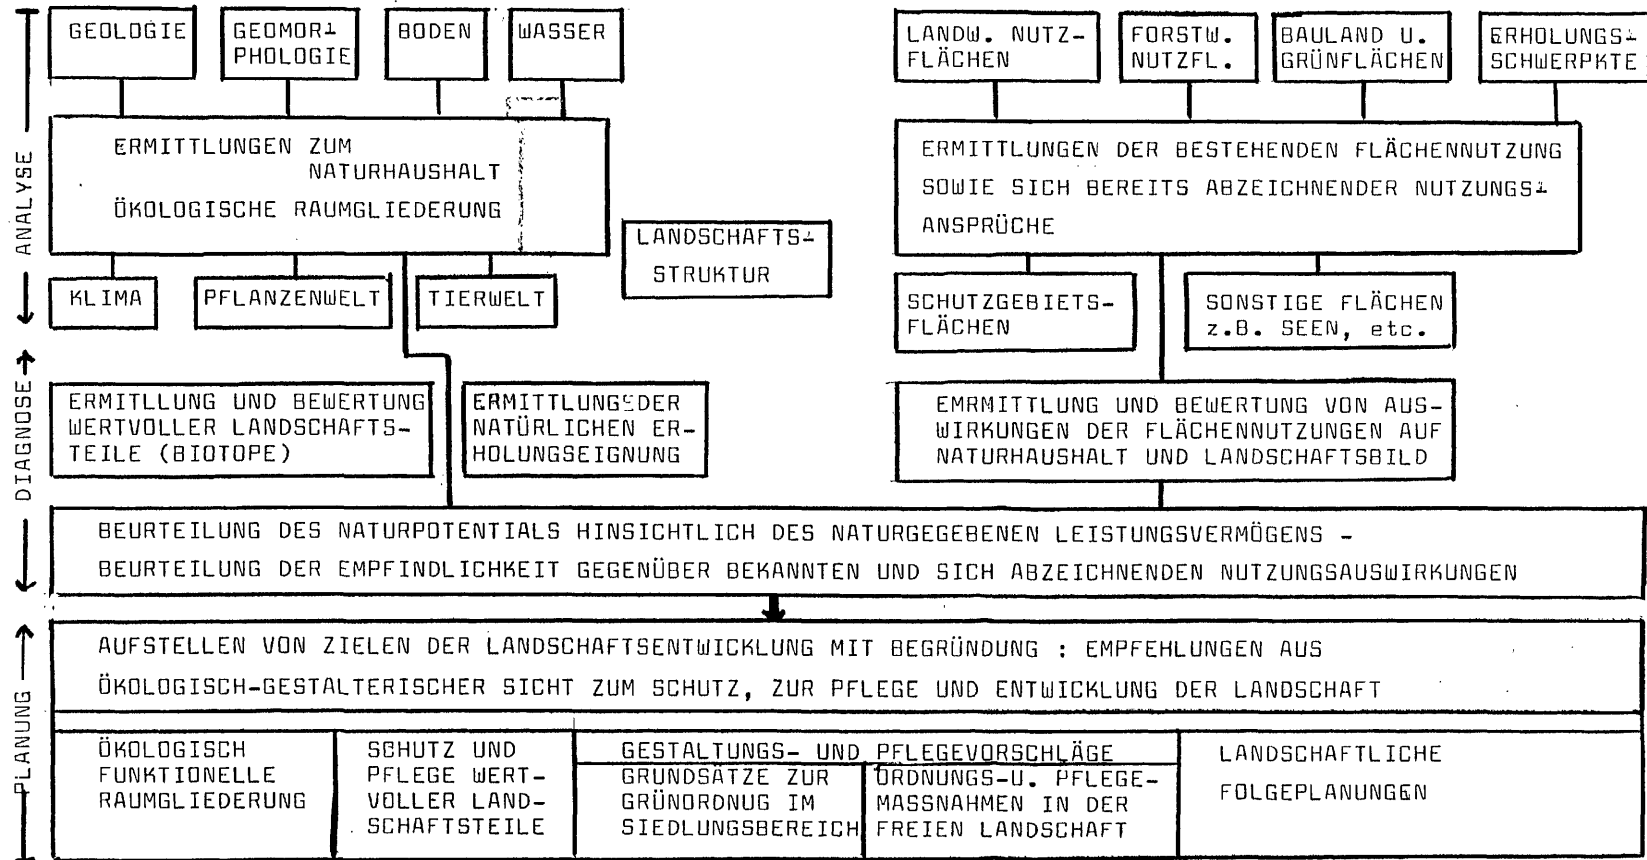 GEOLOGIE
GEOMOR-
PHOLOGIE
BODEN
WASSER
LANDW. NUTZ-
FLÄCHEN
FORSTW.
NUTZFL.
BAULAND U.
GRÜNFLÄCHEN
ERHOLUNGS-
SCHWERPKTE
ANALYSE
ERMITTLUNGEN ZUM
NATURHAUSHALT
ÖKOLOGISCHE RAUMGLIEDERUNG
LANDSCHAFTS-
STRUKTUR
ERMITTLUNGEN DER BESTEHENDEN FLÄCHENNUTZUNG
SOWIE SICH BEREITS ABZEICHNENDER NUTZUNGS-
ANSPRÜCHE
KLIMA
PFLANZENWELT
TIERWELT
SCHUTZGEBIETS-
FLÄCHEN
SONSTIGE FLÄCHEN
z.B. SEEN, etc.
DIAGNOSE
ERMITLLUNG UND BEWERTUNG
WERTVOLLER LANDSCHAFTS-
TEILE (BIOTOPE)
ERMITTLUNG DER
NATÜRLICHEN ER-
HOLUNGSEIGNUNG
EMRMITTLUNG UND BEWERTUNG VON AUS-
WIRKUNGEN DER FLÄCHENNUTZUNGEN AUF
NATURHAUSHALT UND LANDSCHAFTSBILD
BEURTEILUNG DES NATURPOTENTIALS HINSICHTLICH DES NATURGEGEBENEN LEISTUNGSVERMÖGENS -
BEURTEILUNG DER EMPFINDLICHKEIT GEGENÜBER BEKANNTEN UND SICH ABZEICHNENDEN NUTZUNGSAUSWIRKUNGEN
PLANUNG
AUFSTELLEN VON ZIELEN DER LANDSCHAFTSENTWICKLUNG MIT BEGRÜNDUNG : EMPFEHLUNGEN AUS
ÖKOLOGISCH-GESTALTERISCHER SICHT ZUM SCHUTZ, ZUR PFLEGE UND ENTWICKLUNG DER LANDSCHAFT
ÖKOLOGISCH
FUNKTIONELLE
RAUMGLIEDERUNG
SCHUTZ UND
PFLEGE WERT-
VOLLER LAND-
SCHAFTSTEILE
GESTALTUNGS- UND PFLEGEVORSCHLÄGE
GRUNDSÄTZE ZUR
GRÜNORDNUG IM
SIEDLUNGSBEREICH
ORDNUNGS-U. PFLEGE-
MASSNAHMEN IN DER
FREIEN LANDSCHAFT
LANDSCHAFTLICHE
FOLGEPLANUNGEN